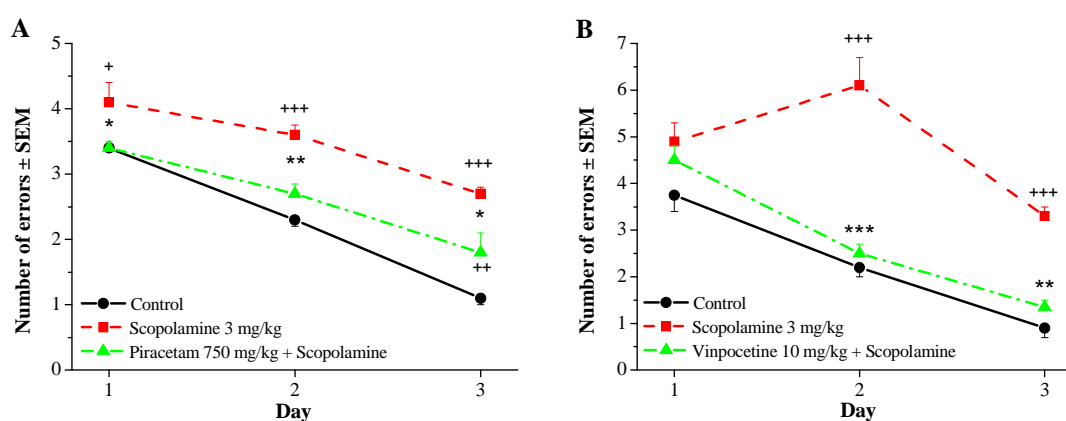 A
Number of errors ± SEM
5
4
3
2
1
0
+
*
+++
**
+++
*
++
Control
Scopolamine 3 mg/kg
Piracetam 750 mg/kg + Scopolamine
1
2
3
Day
B
Number of errors ± SEM
7
6
5
4
3
2
1
0
+++
***
+++
**
Control
Scopolamine 3 mg/kg
Vinpocetine 10 mg/kg + Scopolamine
1
2
3
Day